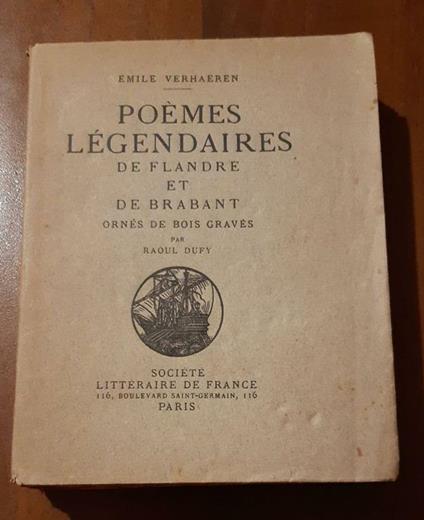 EMILE VERHAEREN
POÈMES
LÉGENDAIRES
DE FLANDRE
ET
DE BRABANT
ORNÉS DE BOIS GRAVÉS
PAR
RAOUL DUFY
SOCIÉTÉ
LITTÉRAIRE DE FRANCE
116, BOULEVARD SAINT-GERMAIN, 116
PARIS